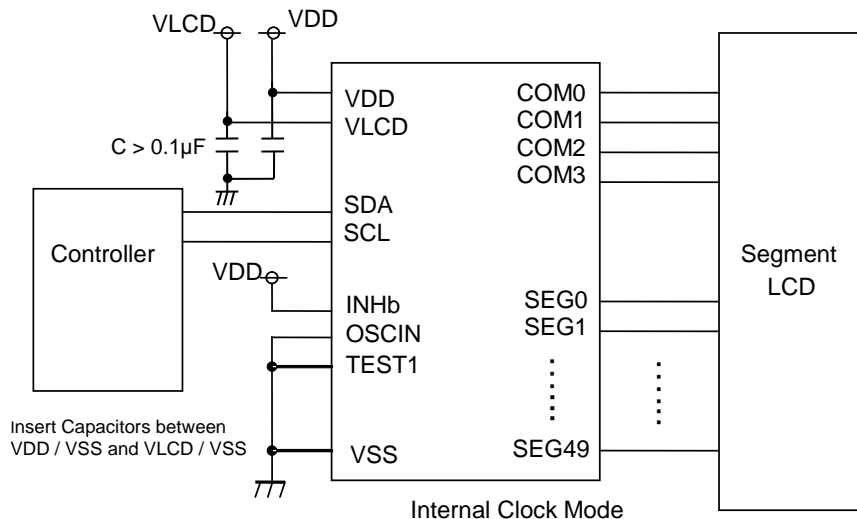 VLCD
VDD
VDD
VLCD
C > 0.1µF
SDA
SCL
Controller
VDD
INHb
OSCIN
TEST1
Insert Capacitors between
VDD / VSS and VLCD / VSS
VSS
COM0
COM1
COM2
COM3
SEG0
SEG1
SEG49
Segment
LCD
Internal Clock Mode